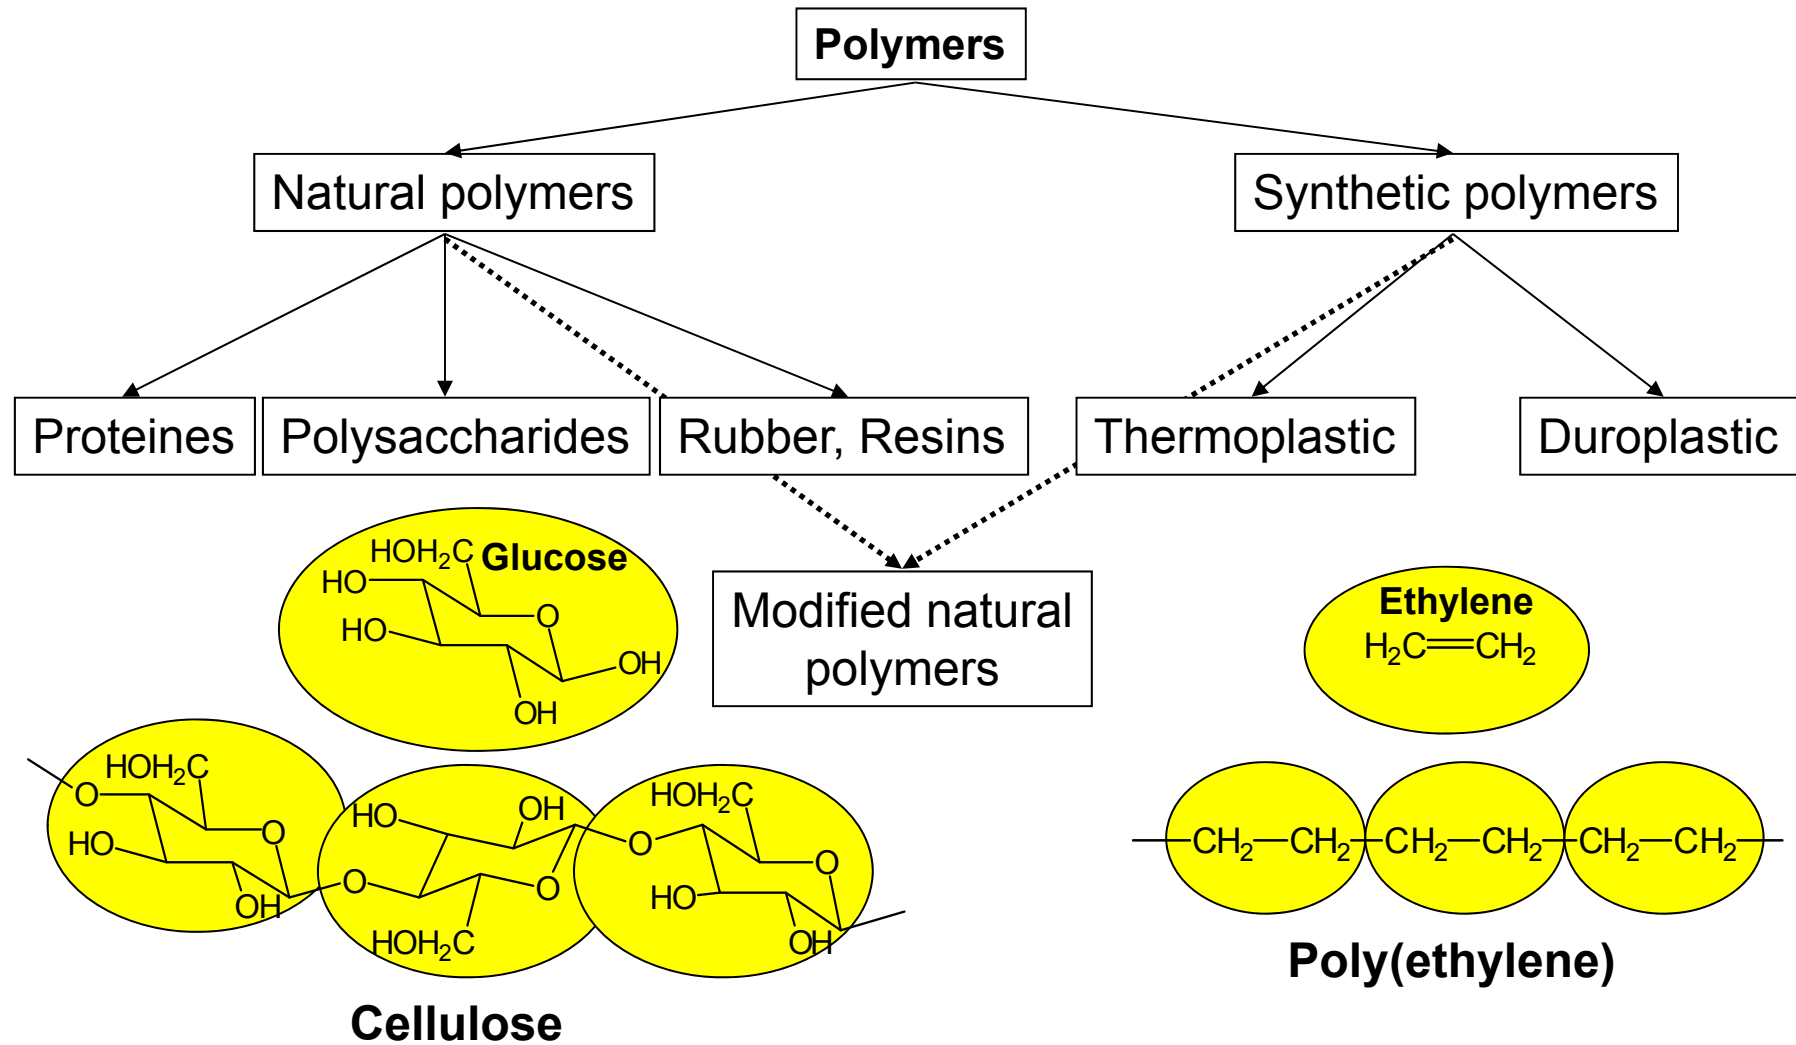 Polymers
Natural polymers
Synthetic polymers
Proteines
Polysaccharides
Rubber, Resins
Thermoplastic
Duroplastic
HOH₂C
Glucose
HO
O
HO
OH
OH
Modified natural
polymers
Ethylene
H₂C=CH₂
HOH₂C
O
HO
O
OH
O
HO
OH
O
HOH₂C
O
HOH₂C
O
HO
OH
CH₂—CH₂—CH₂—CH₂—CH₂—CH₂
Poly(ethylene)
Cellulose